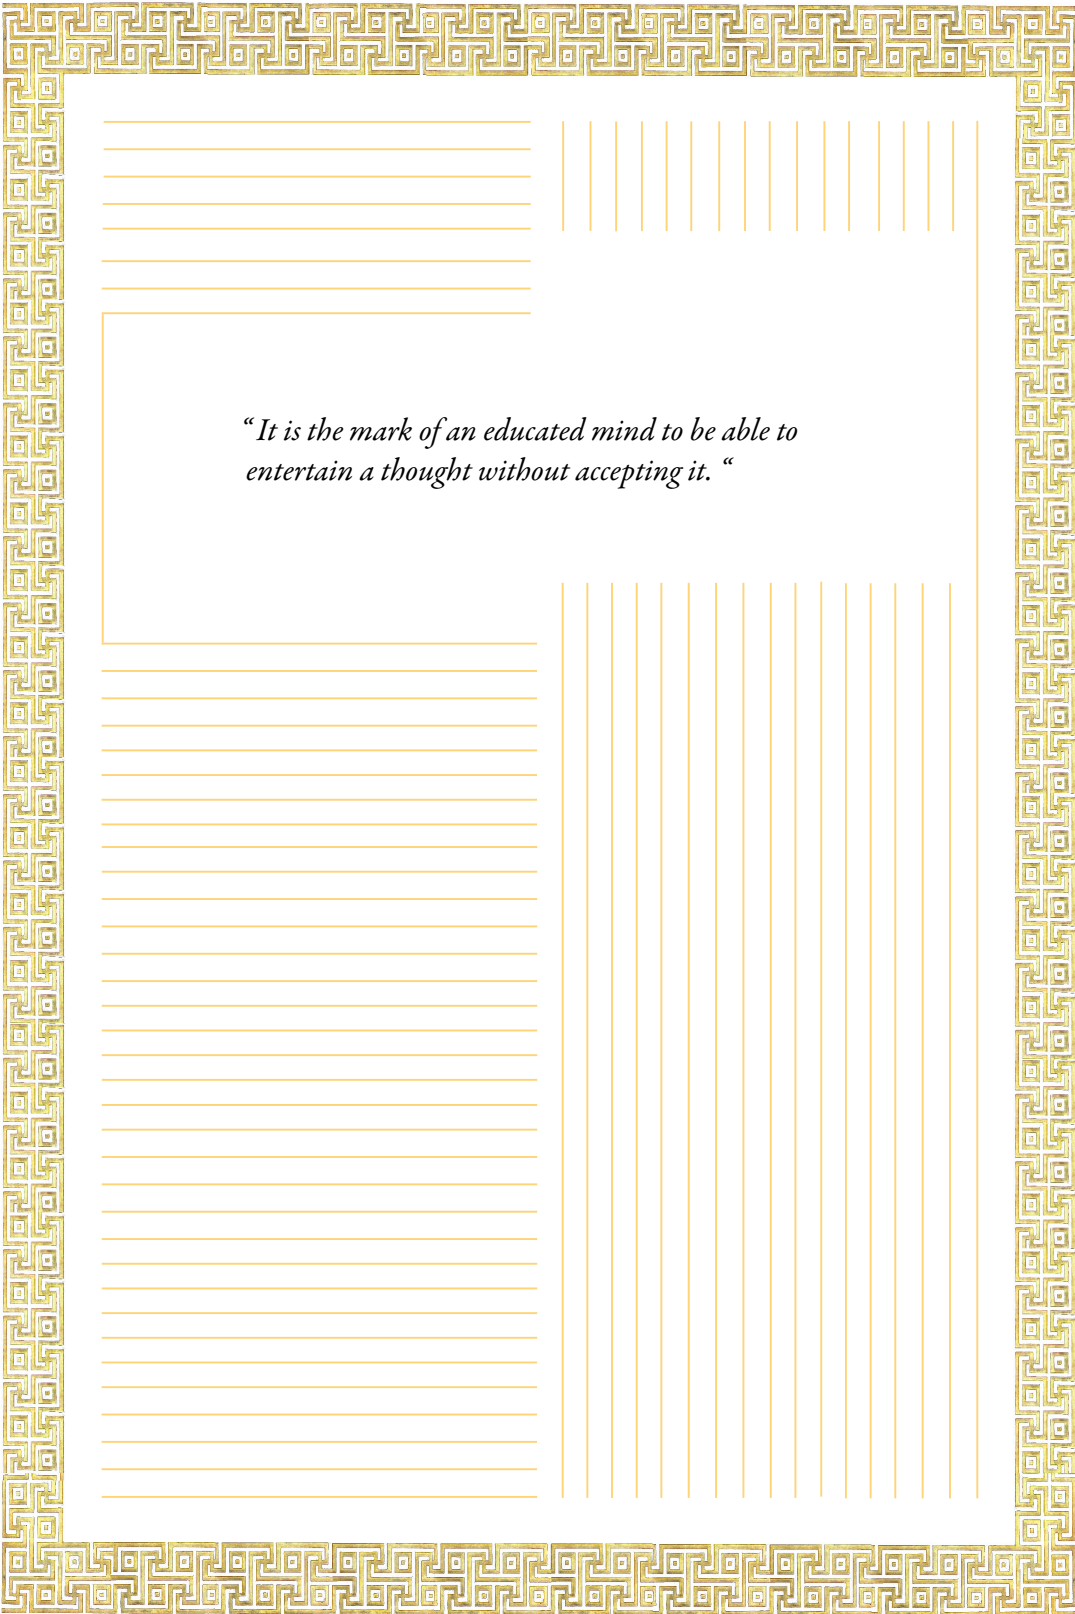 “ It is the mark of an educated mind to be able to
entertain a thought without accepting it. “